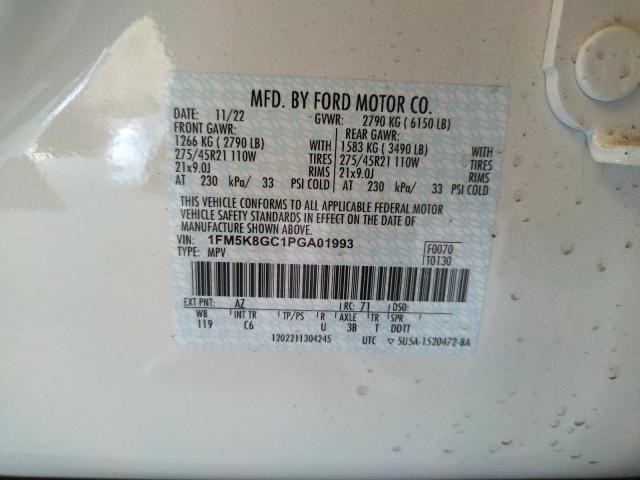 MFD. BY FORD MOTOR CO.
DATE: 11/22 GVWR: 2790 KG ( 6150 LB)
FRONT GAWR: REAR GAWR:
1266 KG ( 2790 LB) WITH 1583 KG ( 3490 LB) WITH
275/45R21 110W TIRES 275/45R21 110W TIRES
21x9.0J RIMS 21x9.0J RIMS
AT 230 kPa/ 33 PSI COLD AT 230 kPa/ 33 PSI COLD
THIS VEHICLE CONFORMS TO ALL APPLICABLE FEDERAL MOTOR
VEHICLE SAFETY STANDARDS IN EFFECT ON THE DATE OF
MANUFACTURE SHOWN ABOVE.
VIN: 1FM5K8GC1PGA01993 F0070
TYPE: MPV T0130
EXT PNT: AZ RC: 71 DSO:
WB INT TR TP/PS R AXLE TR SPR
119 C6 U 3B T DDTT
1202211304245 UTC ▽ 5U5A-1520472-BA